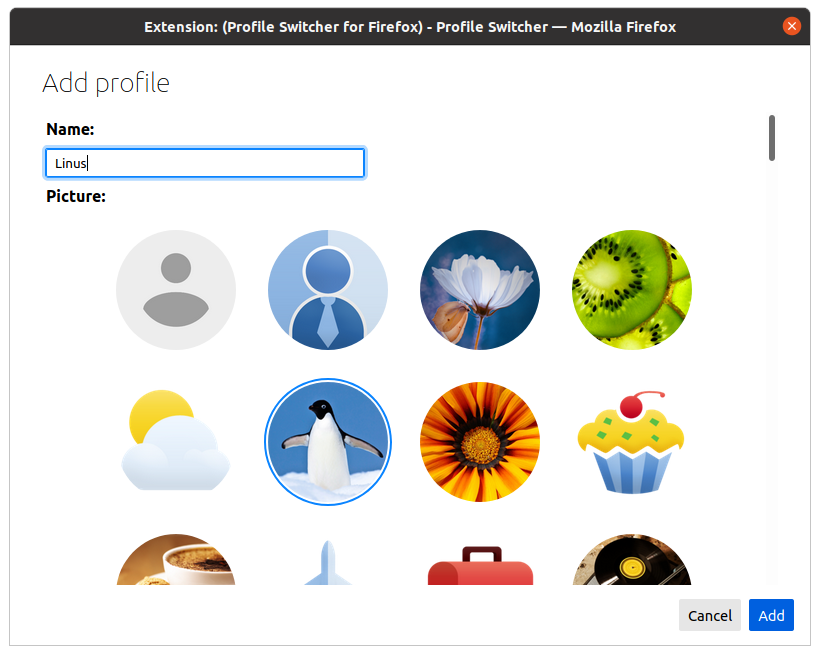 Extension: (Profile Switcher for Firefox) - Profile Switcher — Mozilla Firefox
Add profile
Name:
Linus
Picture:
Cancel
Add